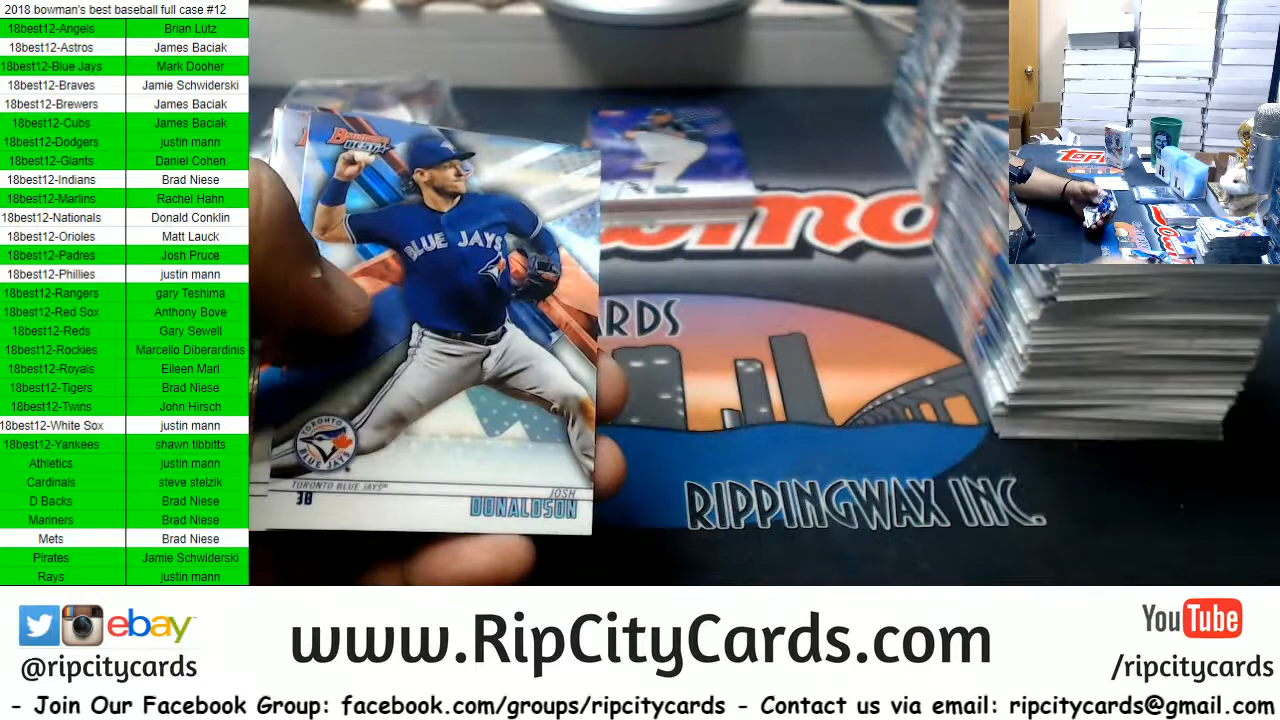 2018 bowman's best baseball full case #12
18best12-Angels Brian Lutz
18best12-Astros James Baciak
18best12-Blue Jays Mark Dooher
18best12-Braves Jamie Schwiderski
18best12-Brewers James Baciak
18best12-Cubs James Baciak
18best12-Dodgers justin mann
18best12-Giants Daniel Cohen
18best12-Indians Brad Niese
18best12-Marlins Rachel Hahn
18best12-Nationals Donald Conklin
18best12-Orioles Matt Lauck
18best12-Padres Josh Pruce
18best12-Phillies justin mann
18best12-Rangers gary Teshima
18best12-Red Sox Anthony Bove
18best12-Reds Gary Sewell
18best12-Rockies Marcello Diberardinis
18best12-Royals Eileen Marl
18best12-Tigers Brad Niese
18best12-Twins John Hirsch
18best12-White Sox justin mann
18best12-Yankees shawn tibbitts
Athletics justin mann
Cardinals steve stelzik
D Backs Brad Niese
Mariners Brad Niese
Mets Brad Niese
Pirates Jamie Schwiderski
Rays justin mann
Bowman's
BEST
BLUE JAYS
TORONTO
BLUE JAYS
TORONTO BLUE JAYS
3B
JOSH
DONALDSON
RDS
RIPPINGWAX INC.
topps
ebay
@ripcitycards
www.RipCityCards.com
YouTube
/ripcitycards
- Join Our Facebook Group: facebook.com/groups/ripcitycards - Contact us via email: ripcitycards@gmail.com